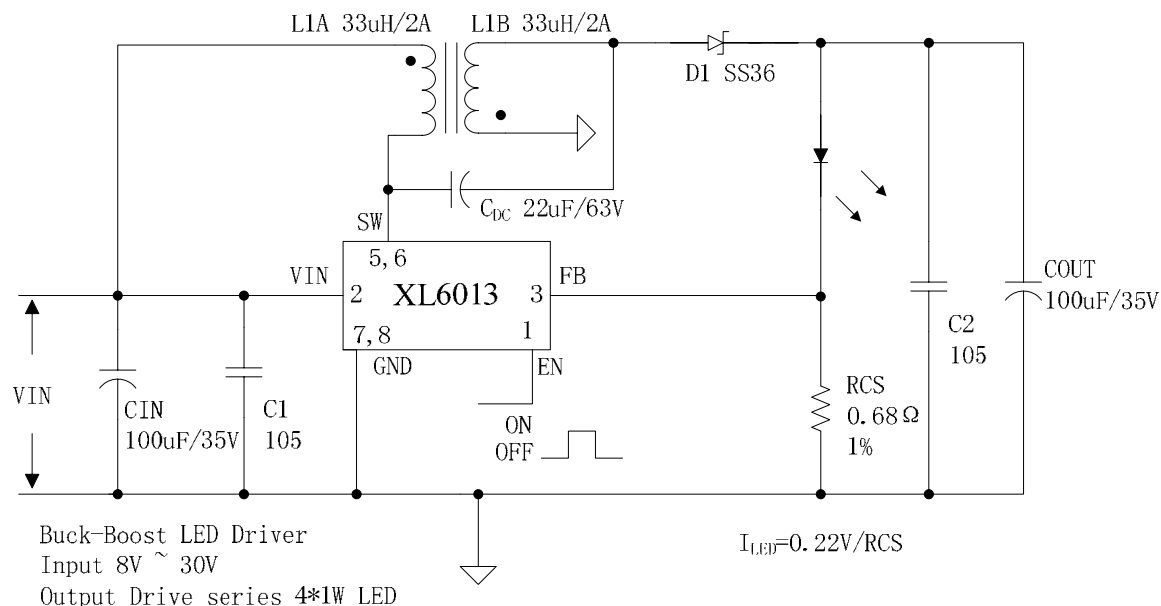 L1A 33uH/2A
L1B 33uH/2A
D1 SS36
C_DC 22uF/63V
SW
5,6
VIN
FB
2
XL6013
3
COUT
100uF/35V
1
7,8
C2
105
GND
EN
VIN
RCS
0.68Ω
1%
CIN
100uF/35V
C1
105
ON
OFF
Buck-Boost LED Driver
Input 8V ~ 30V
Output Drive series 4*1W LED
I_LED=0.22V/RCS